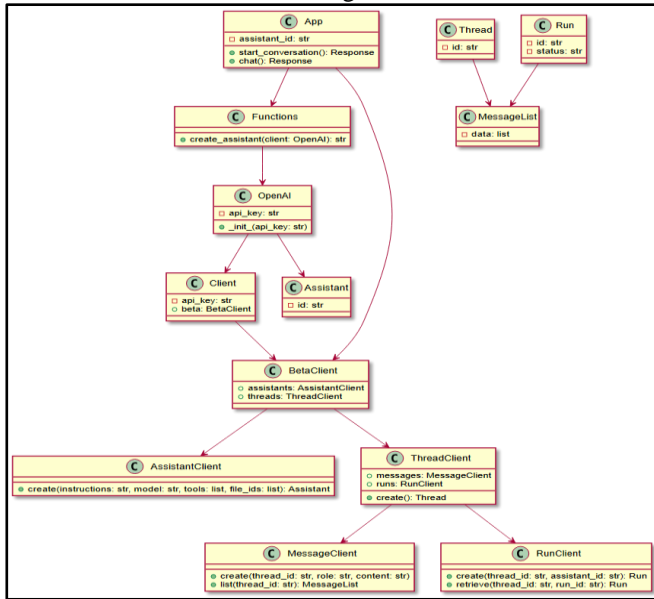 C App
assistant_id: str
start_conversation(): Response
chat(): Response
C Thread
id: str
C Run
id: str
status: str
C Functions
create_assistant(client: OpenAI): str
C MessageList
data: list
C OpenAI
api_key: str
_init_(api_key: str)
C Client
api_key: str
beta: BetaClient
C Assistant
id: str
C BetaClient
assistants: AssistantClient
threads: ThreadClient
C AssistantClient
create(instructions: str, model: str, tools: list, file_ids: list): Assistant
C ThreadClient
messages: MessageClient
runs: RunClient
create(): Thread
C MessageClient
create(thread_id: str, role: str, content: str)
list(thread_id: str): MessageList
C RunClient
create(thread_id: str, assistant_id: str): Run
retrieve(thread_id: str, run_id: str): Run